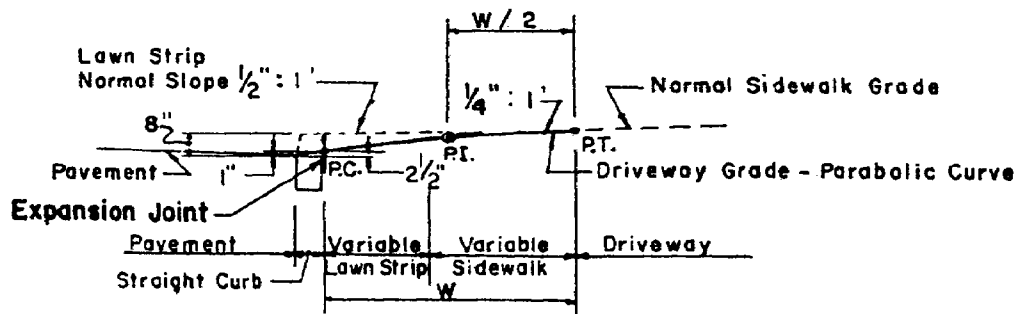 W / 2
Lawn Strip
Normal Slope 1/2" : 1'
1/4" : 1'
Normal Sidewalk Grade
8"
P.I.
P.T.
Pavement
1"
P.C.
2 1/2"
Driveway Grade - Parabolic Curve
Expansion Joint
Pavement
Variable
Variable
Driveway
Straight Curb
Lawn Strip
Sidewalk
W